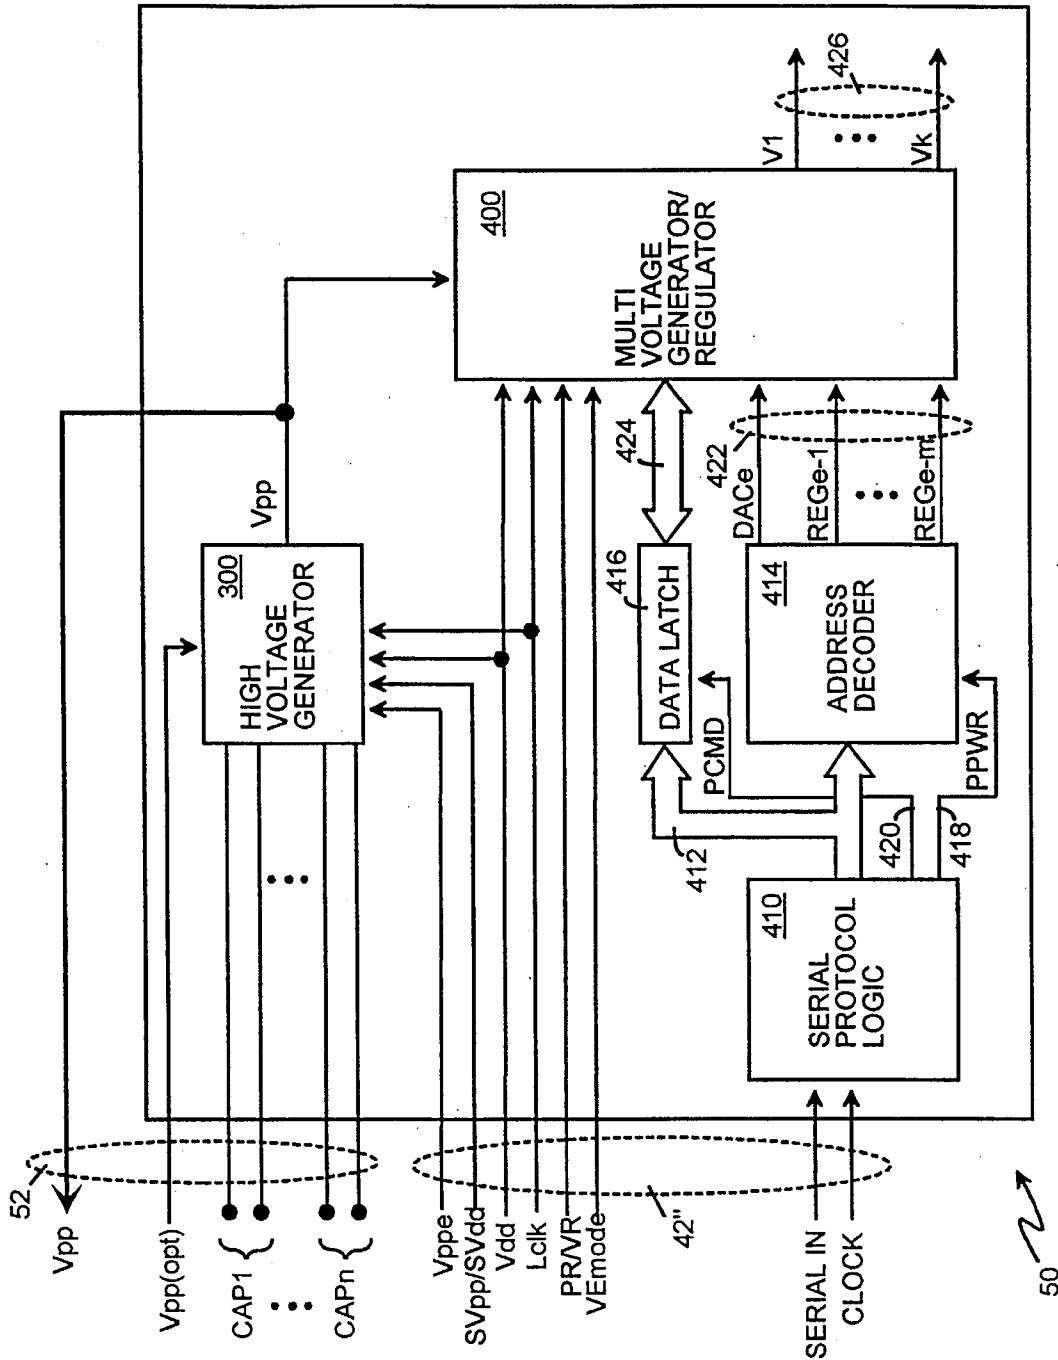 52
Vpp
Vpp(opt)
CAP1
CAPn
Vppe
SVpp/SVdd
Vdd
Lclk
PR/VR
VEmode
42"
SERIAL IN
CLOCK
50
300
HIGH
VOLTAGE
GENERATOR
Vpp
400
MULTI
VOLTAGE
GENERATOR/
REGULATOR
V1
Vk
426
424
416
DATA LATCH
422
DACe
REGe-1
REGe-m
414
ADDRESS
DECODER
PCMD
PPWR
412
420
418
410
SERIAL
PROTOCOL
LOGIC